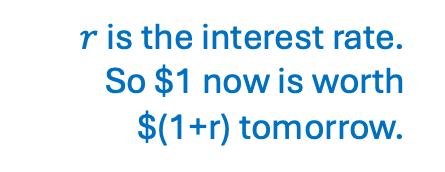 r is the interest rate.
So $1 now is worth
$(1+r) tomorrow.